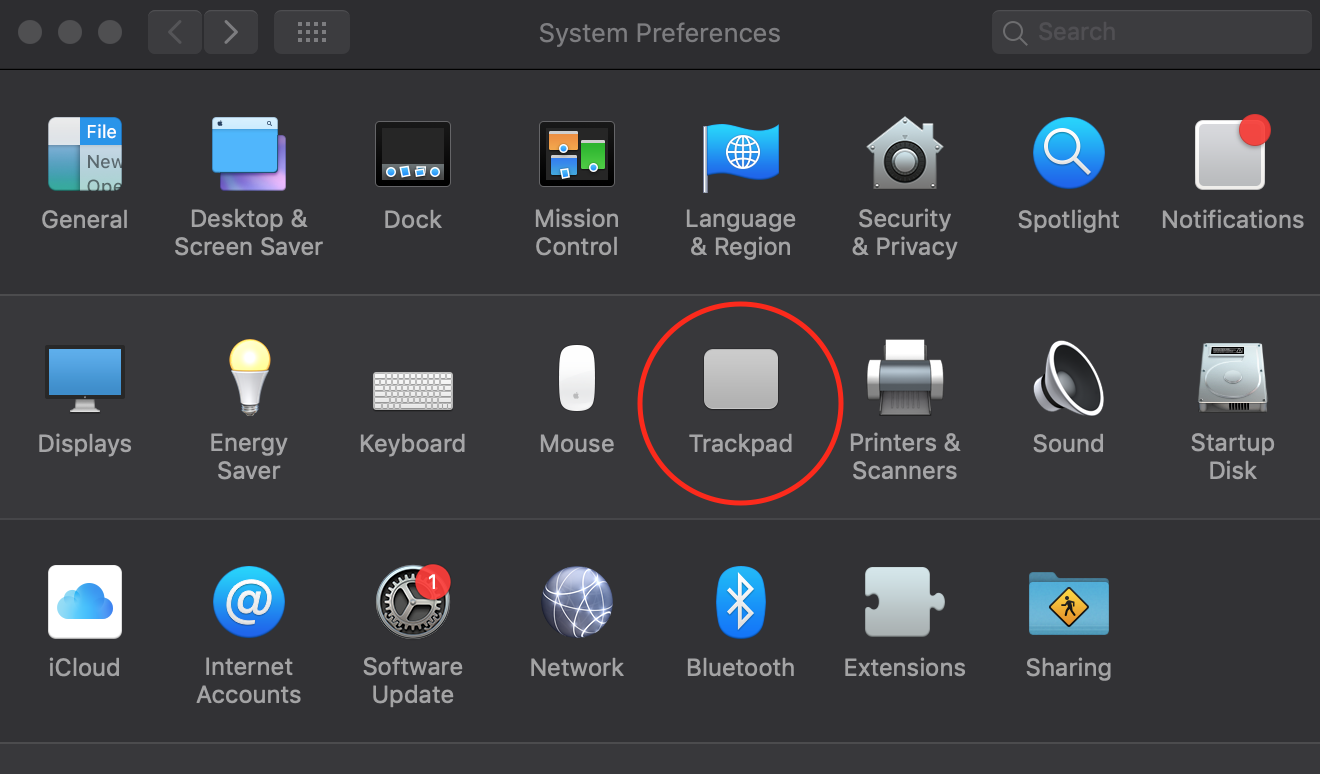 System Preferences
Search
File
New
Ope
General
Desktop &
Screen Saver
Dock
Mission
Control
Language
& Region
Security
& Privacy
Spotlight
Notifications
Displays
Energy
Saver
Keyboard
Mouse
Trackpad
Printers &
Scanners
Sound
Startup
Disk
iCloud
@
Internet
Accounts
1
Software
Update
Network
Bluetooth
Extensions
Sharing